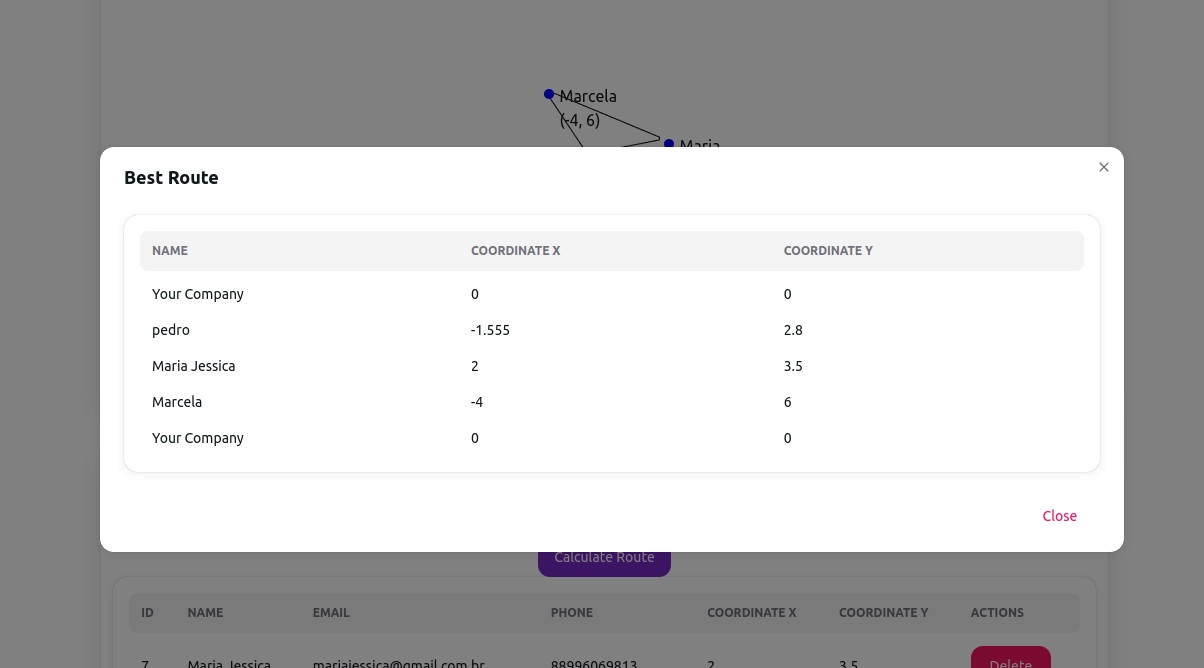 Marcela
(-4, 6)
Maria
Best Route
NAME COORDINATE X COORDINATE Y
Your Company 0 0
pedro -1.555 2.8
Maria Jessica 2 3.5
Marcela -4 6
Your Company 0 0
Close
Calculate Route
ID NAME EMAIL PHONE COORDINATE X COORDINATE Y ACTIONS
7 Maria Jessica mariajessica@gmail.com.br 88996069813 2 3.5 Delete